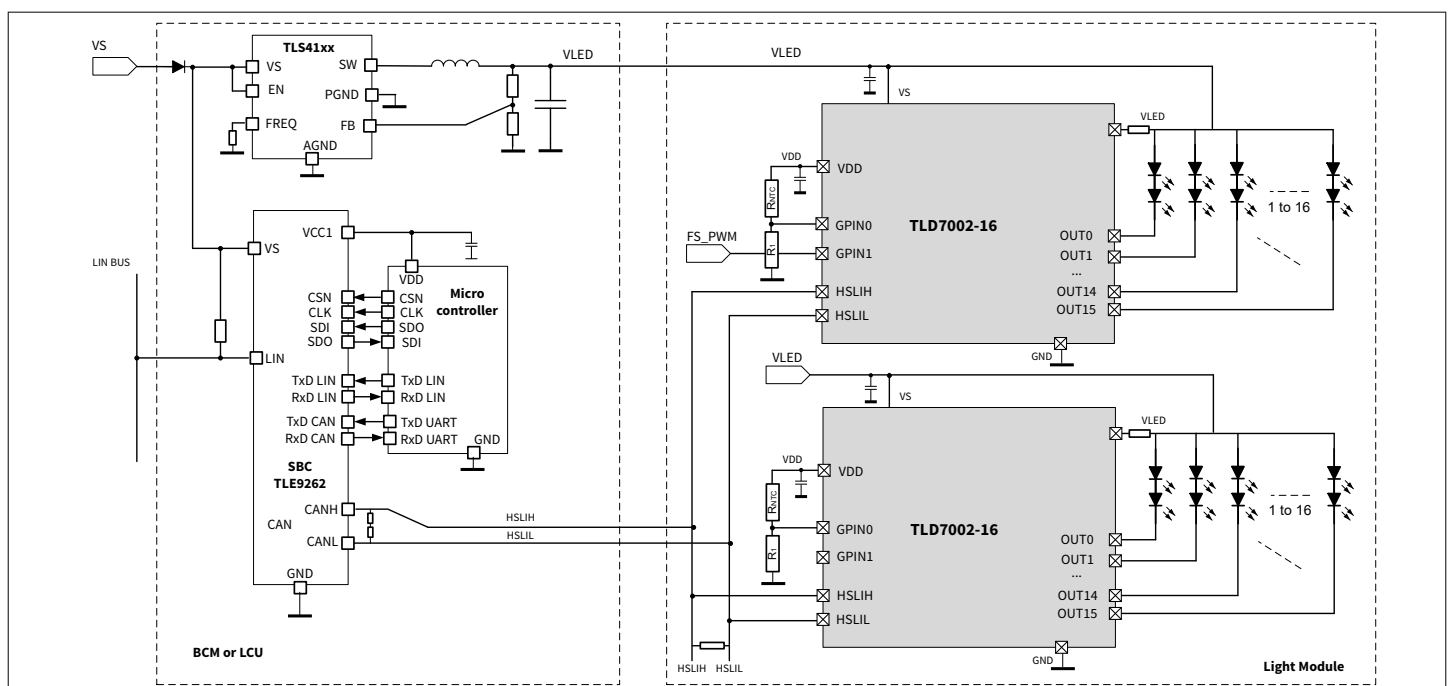 VS
TLS41xx
VS
SW
VLED
VLED
EN
PGND
FREQ
FB
AGND
VS
VCC1
LIN BUS
VDD
Micro
controller
CSN
CSN
CLK
CLK
SDI
SDO
SDO
SDI
LIN
TxD LIN
TxD LIN
RxD LIN
RxD LIN
TxD CAN
TxD UART
RxD CAN
RxD UART
GND
SBC
TLE9262
CANH
CAN
CANL
GND
HSLIH
HSLIL
BCM or LCU
VS
VLED
VDD
VDD
RNTC
TLD7002-16
GPIN0
FS_PWM
R1
GPIN1
HSLIH
HSLIL
OUT0
OUT1
...
OUT14
OUT15
1 to 16
GND
VLED
VS
VLED
VDD
VDD
RNTC
TLD7002-16
GPIN0
R1
GPIN1
HSLIH
HSLIL
OUT0
OUT1
...
OUT14
OUT15
1 to 16
GND
HSLIH HSLIL
Light Module